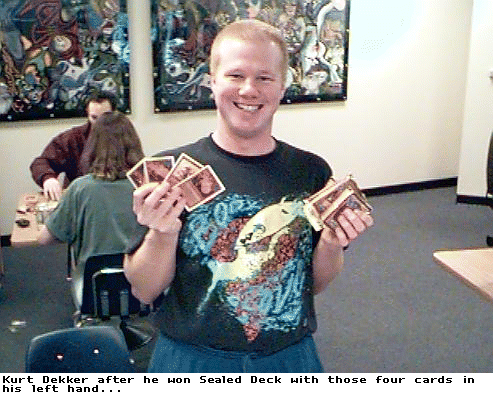 Kurt Dekker after he won Sealed Deck with those four cards in
his left hand...